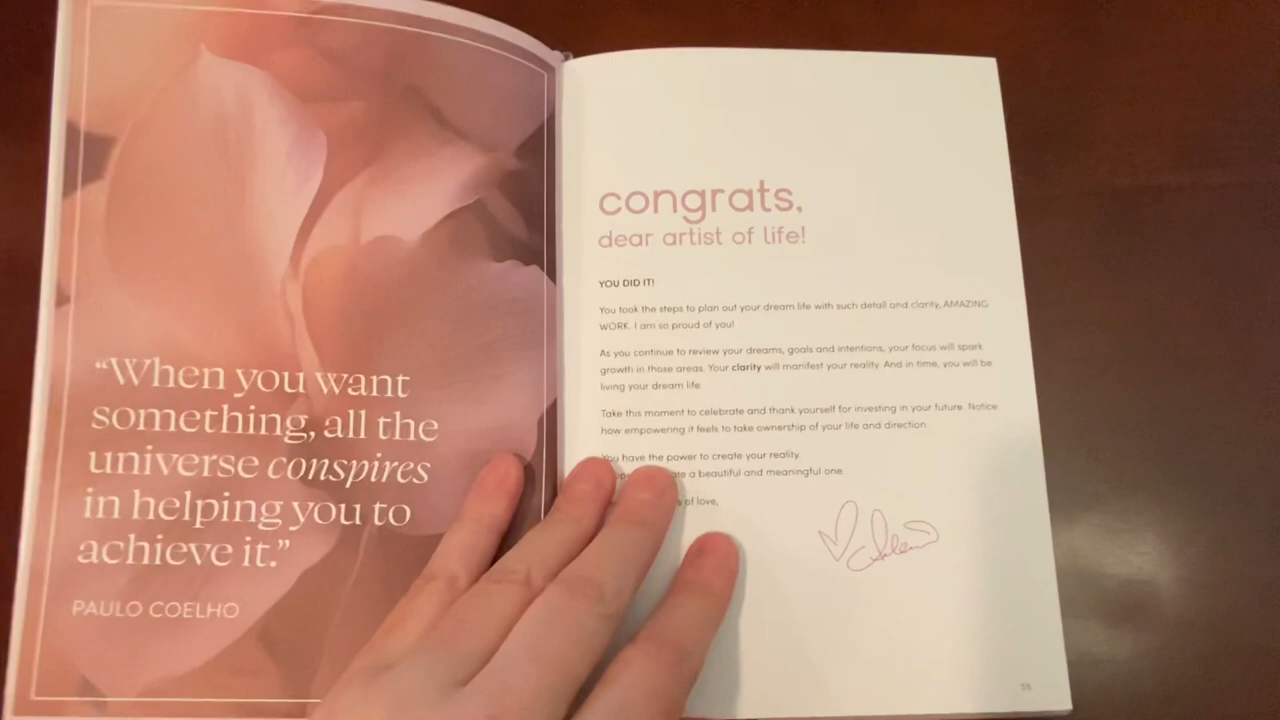 “When you want
something, all the
universe conspires
in helping you to
achieve it.”
PAULO COELHO
congrats,
dear artist of life!
YOU DID IT!
You took the steps to plan out your dream life with such detail and clarity, AMAZING
WORK. I am so proud of you!
As you continue to review your dreams, goals and intentions, your focus will spark
growth in those areas. Your clarity will manifest your reality. And in time, you will be
living your dream life.
Take this moment to celebrate and thank yourself for investing in your future. Notice
how empowering it feels to take ownership of your life and direction.
You have the power to create your reality.
a beautiful and meaningful one.
of love,